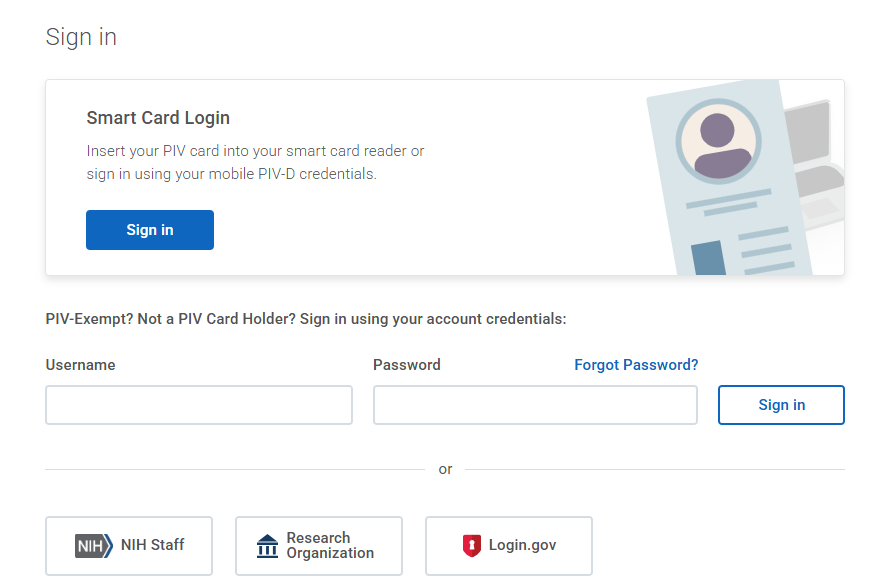 Sign in
Smart Card Login
Insert your PIV card into your smart card reader or
sign in using your mobile PIV-D credentials.
Sign in
PIV-Exempt? Not a PIV Card Holder? Sign in using your account credentials:
Username
Password
Forgot Password?
Sign in
or
NIH
NIH Staff
Research
Organization
Login.gov